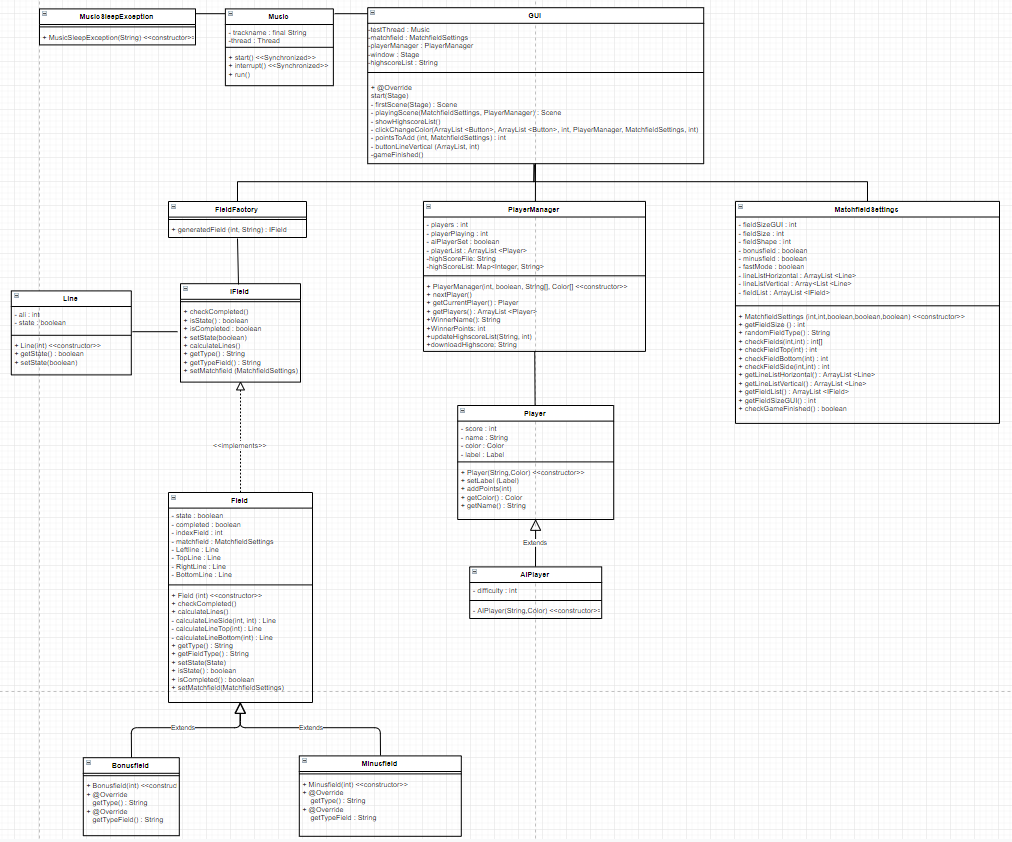 MusicSleepException
+ MusicSleepException(String) <<constructor>>
Music
- trackname : final String
-thread : Thread
+ start() <<Synchronized>>
+ interrupt() <<Synchronized>>
+ run()
GUI
-testThread : Music
-matchfield : MatchfieldSettings
-playerManager : PlayerManager
-window : Stage
-highscoreList : String
+ @Override
start(Stage)
- firstScene(Stage) : Scene
- playingScene(MatchfieldSettings, PlayerManager) : Scene
- showHighscoreList()
- clickChangeColor(ArrayList <Button>, ArrayList <Button>, int, PlayerManager, MatchfieldSettings, int)
- pointsToAdd (int, MatchfieldSettings) : int
- buttonLineVertical (ArrayList, int)
-gameFinished()
FieldFactory
+ generatedField (int, String) : IField
PlayerManager
- players : int
- playerPlaying : int
- aiPlayerSet : boolean
- playerList : ArrayList <Player>
-highScoreFile: String
-highScoreList: Map<Integer, String>
+ PlayerManager(int, boolean, String[], Color[] <<constructor>>
+ nextPlayer()
+ getCurrentPlayer() : Player
+ getPlayers() : ArrayList <Player>
+WinnerName(): String
+WinnerPoints: int
+updateHighscoreList(String, int)
+downloadHighscore: String
MatchfieldSettings
- fieldSizeGUI : int
- fieldSize : int
- fieldShape : int
- bonusfield : boolean
- minusfield : boolean
- fastMode : boolean
- lineListHorizontal : ArrayList <Line>
- lineListVertical : Array<List <Line>
- fieldList : ArrayList <IField>
+ MatchfieldSettings (int,int,boolean,boolean,boolean) <<constructor>>
+ getFieldSize () : int
+ randomFieldType() : String
+ checkFields(int,int) : int[]
+ checkFieldTop(int) : int
+ checkFieldBottom(int) : int
+ checkFieldSide(int,int) : int
+ getLineListHorizontal() : ArrayList <Line>
+ getLineListVertical() : ArrayList <Line>
+ getFieldList() : ArrayList <IField>
+ getFieldSizeGUI() : int
+ checkGameFinished() : boolean
Line
- all : int
- state : boolean
+ Line(int) <<constructor>>
+ getState() : boolean
+ setState(boolean)
IField
+ checkCompleted()
+ isState() : boolean
+ isCompleted : boolean
+ setState(boolean)
+ calculateLines()
+ getType() : String
+ getTypeField() : String
+ setMatchfield (MatchfieldSettings)
<<implements>>
Player
- score : int
- name : String
- color : Color
- label : Label
+ Player(String,Color) <<constructor>>
+ setLabel (Label)
+ addPoints(int)
+ getColor() : Color
+ getName() : String
Extends
AIPlayer
- difficulty : int
- AIPlayer(String,Color) <<constructor>>
Field
- state : boolean
- completed : boolean
- indexField : int
- matchfield : MatchfieldSettings
- Leftline : Line
- TopLine : Line
- RightLine : Line
- BottomLine : Line
+ Field (int) <<constructor>>
+ checkCompleted()
+ calculateLines()
- calculateLineSide(int, int) : Line
- calculateLineTop(int) : Line
- calculateLineBottom(int) : Line
+ getType() : String
+ getFieldType() : String
+ setState(State)
+ isState() : boolean
+ isCompleted() : boolean
+ setMatchfield(MatchfieldSettings)
Extends
Extends
Bonusfield
+ Bonusfield(int) <<construc
+ @Override
getType() : String
+ @Override
getTypeField() : String
Minusfield
+ Minusfield(int) <<constructor>>
+ @Override
getType() : String
+ @Override
getTypeField : String